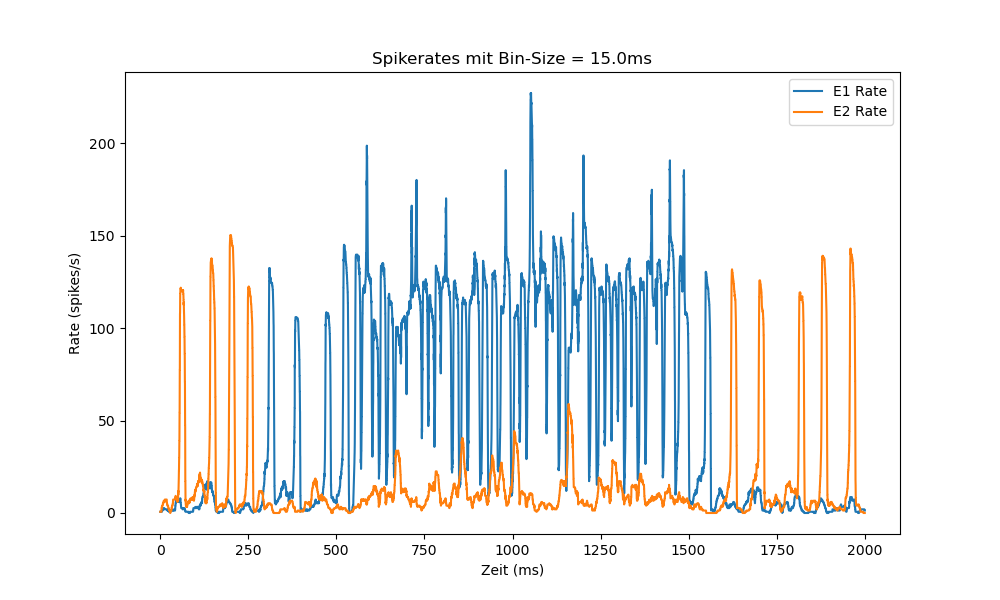 Spikerates mit Bin-Size = 15.0ms
E1 Rate
E2 Rate
200
150
100
50
0
Rate (spikes/s)
0 250 500 750 1000 1250 1500 1750 2000
Zeit (ms)